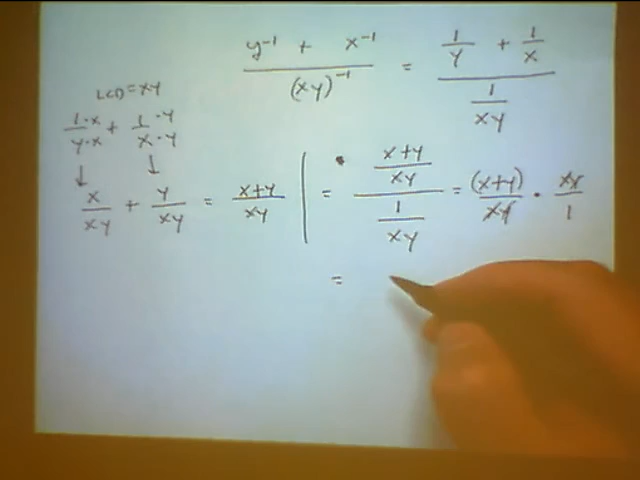 y⁻¹ + x⁻¹ / (xy)⁻¹ = (1/y + 1/x) / (1/xy)
LCD = xy
1·x / y·x + 1·y / x·y
↓ ↓
x/xy + y/xy = x+y / xy | = (x+y / xy) / (1/xy) = (x+y)/xy · xy/1
=